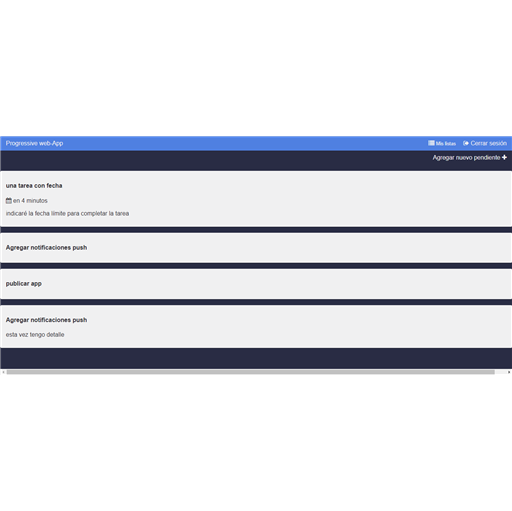 Progressive web-App
Mis listas
Cerrar sesión
Agregar nuevo pendiente
una tarea con fecha
en 4 minutos
indicaré la fecha límite para completar la tarea
Agregar notificaciones push
publicar app
Agregar notificaciones push
esta vez tengo detalle